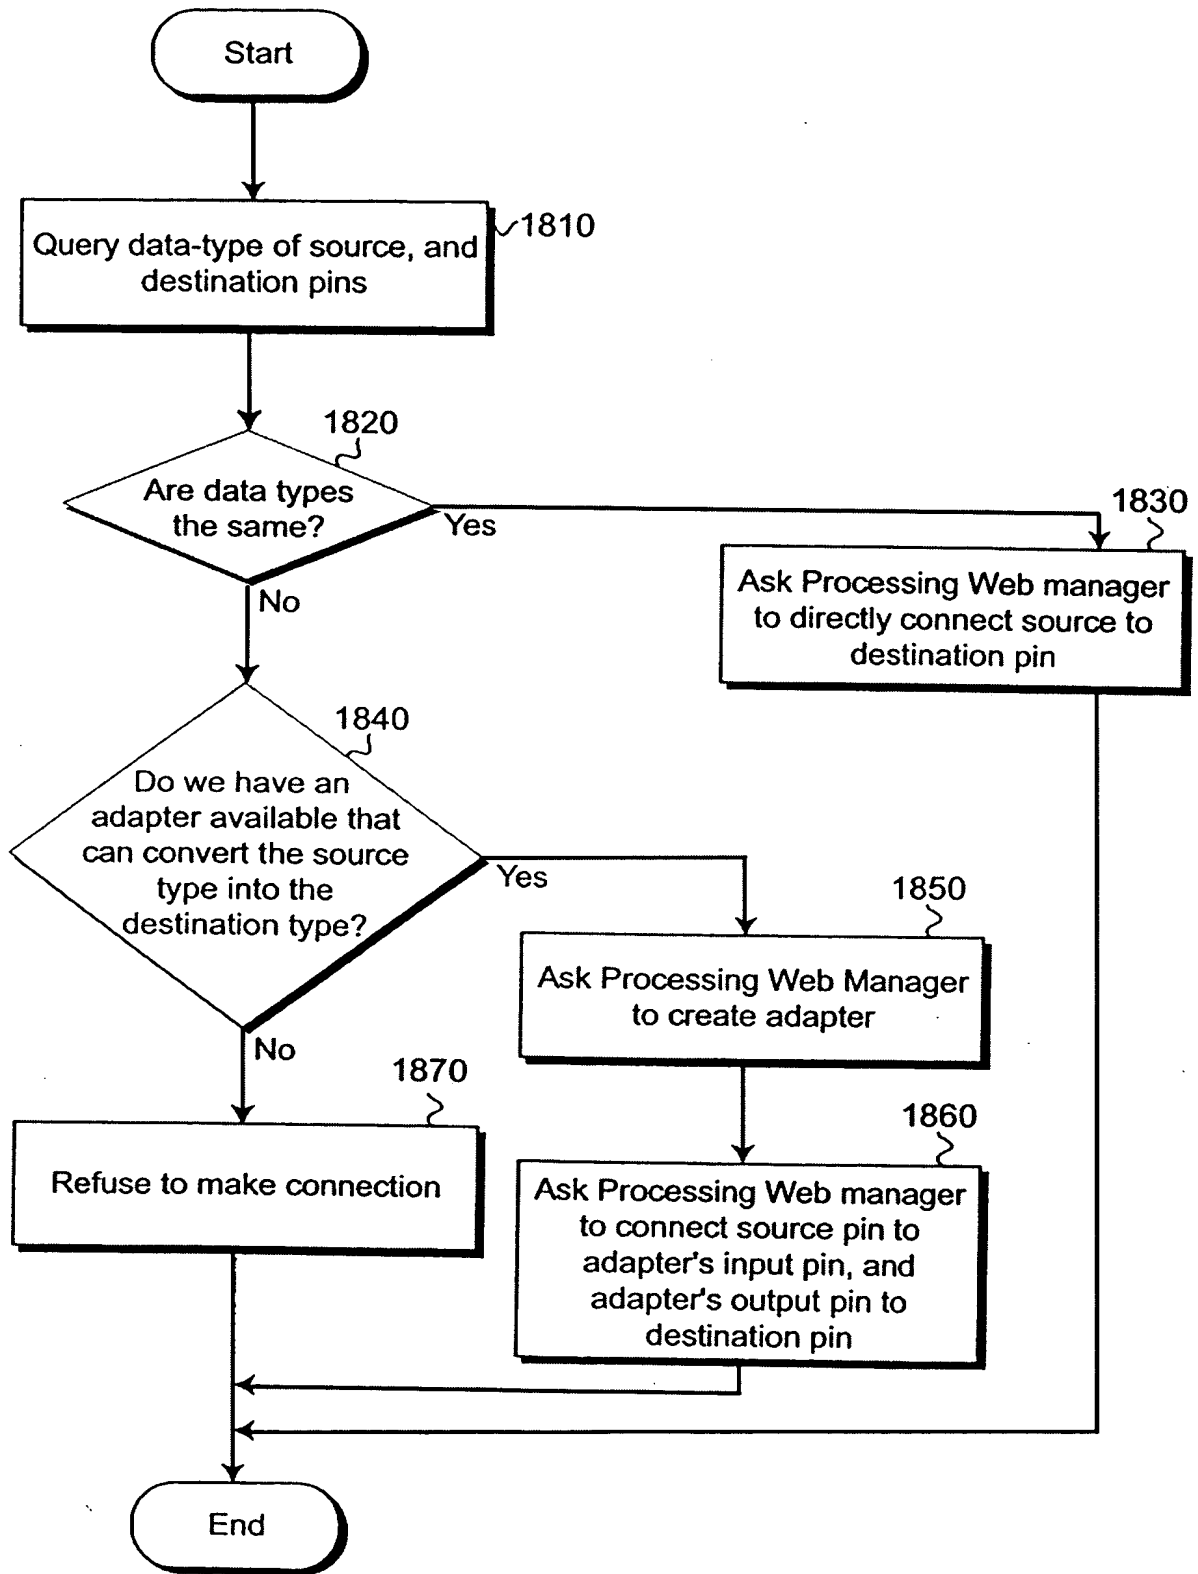 Start
1810
Query data-type of source, and
destination pins
1820
Are data types
the same?
Yes
No
1830
Ask Processing Web manager
to directly connect source to
destination pin
1840
Do we have an
adapter available that
can convert the source
type into the
destination type?
Yes
No
1850
Ask Processing Web Manager
to create adapter
1860
Ask Processing Web manager
to connect source pin to
adapter's input pin, and
adapter's output pin to
destination pin
1870
Refuse to make connection
End